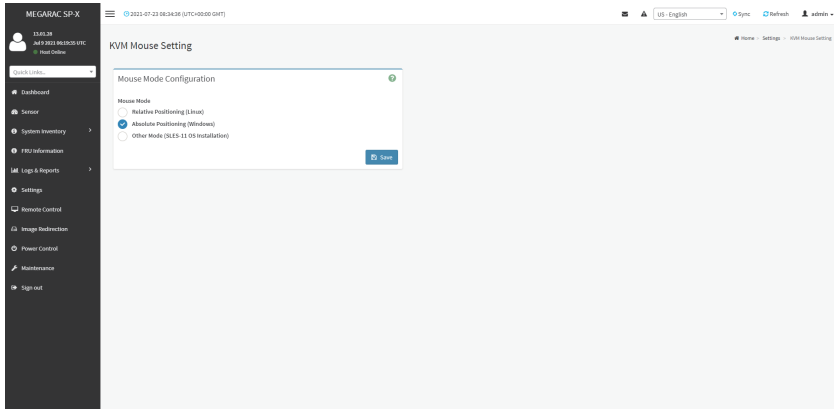 MEGARAC SP-X
2021-07-23 08:34:36 (UTC+00:00 GMT)
US - English
Sync
Refresh
admin
13.01.28
Jul 9 2021 06:19:35 UTC
Host Online
Quick Links...
Dashboard
Sensor
System Inventory
FRU Information
Logs & Reports
Settings
Remote Control
Image Redirection
Power Control
Maintenance
Sign out
KVM Mouse Setting
Home > Settings > KVM Mouse Setting
Mouse Mode Configuration
Mouse Mode
Relative Positioning (Linux)
Absolute Positioning (Windows)
Other Mode (SLES-11 OS Installation)
Save